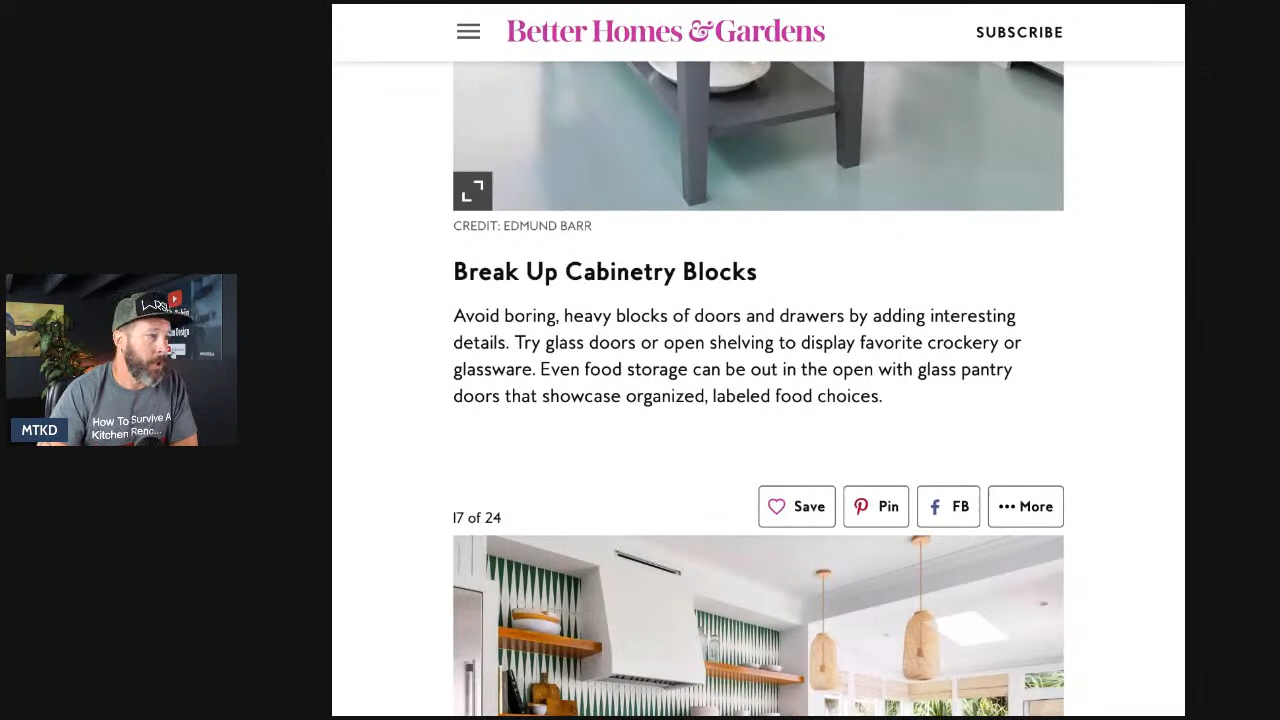 Better Homes & Gardens
SUBSCRIBE
CREDIT: EDMUND BARR
Break Up Cabinetry Blocks
Avoid boring, heavy blocks of doors and drawers by adding interesting
details. Try glass doors or open shelving to display favorite crockery or
glassware. Even food storage can be out in the open with glass pantry
doors that showcase organized, labeled food choices.
17 of 24
Save
Pin
FB
More
How To Survive A
Kitchen Reno...
MTKD